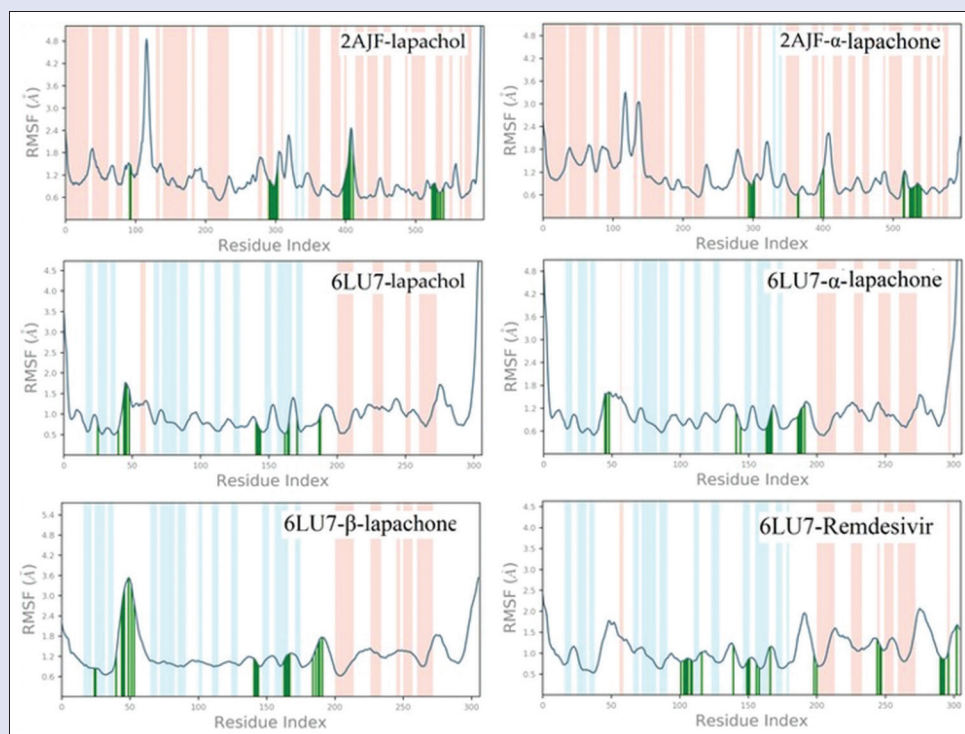 2AJF-lapachol
RMSF (Å)
4.8
4.2
3.6
3.0
2.4
1.8
1.2
0.6
0 100 200 300 400 500
Residue Index
2AJF-α-lapachone
RMSF (Å)
4.8
4.2
3.6
3.0
2.4
1.8
1.2
0.6
0 100 200 300 400 500
Residue Index
6LU7-lapachol
RMSF (Å)
4.5
4.0
3.5
3.0
2.5
2.0
1.5
1.0
0.5
0 50 100 150 200 250 300
Residue Index
6LU7-α-lapachone
RMSF (Å)
4.8
4.2
3.6
3.0
2.4
1.8
1.2
0.6
0 50 100 150 200 250 300
Residue Index
6LU7-β-lapachone
RMSF (Å)
5.4
4.8
4.2
3.6
3.0
2.4
1.8
1.2
0.6
0 50 100 150 200 250 300
Residue Index
6LU7-Remdesivir
RMSF (Å)
4.5
4.0
3.5
3.0
2.5
2.0
1.5
1.0
0.5
0 50 100 150 200 250 300
Residue Index